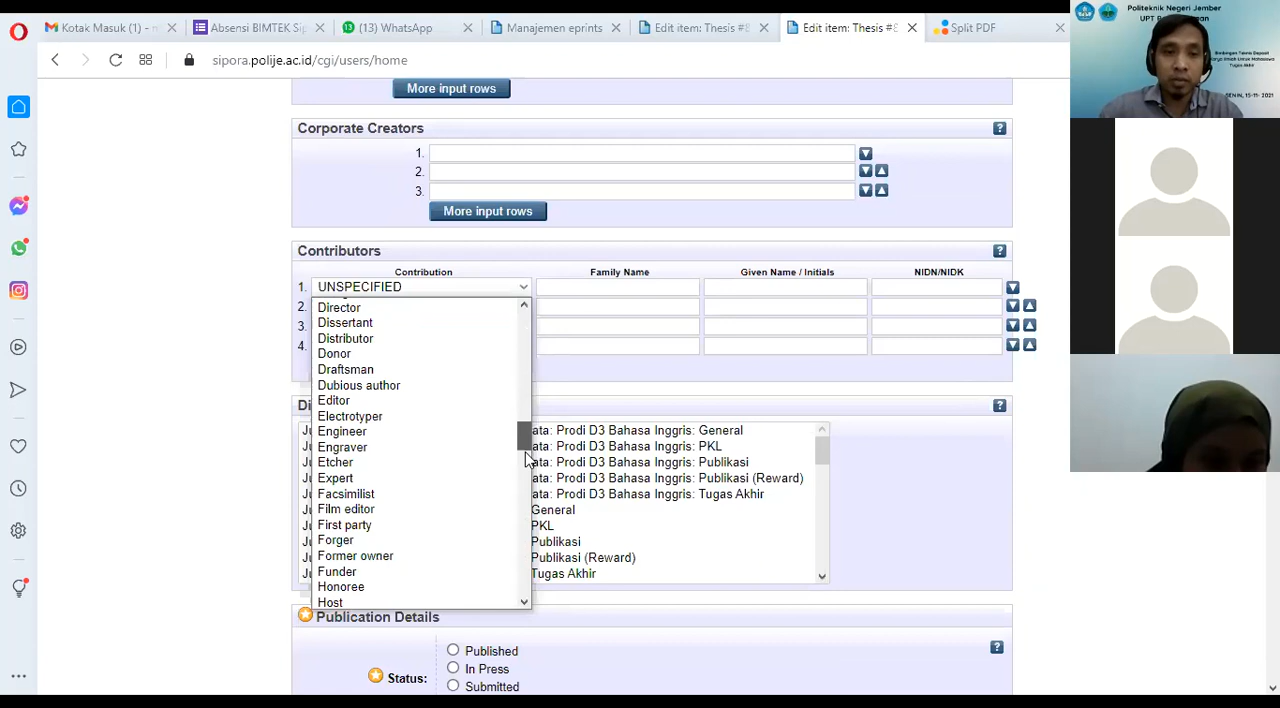 Kotak Masuk (1) - n
Absensi BIMTEK Sip
(13) WhatsApp
Manajemen eprints
Edit item: Thesis #8
Edit item: Thesis #8
Split PDF
sipora.polije.ac.id/cgi/users/home
Politeknik Negeri Jember
SENIN, 15-11- 2021
More input rows
Corporate Creators
?
1.
2.
3.
More input rows
Contributors
?
Contribution
Family Name
Given Name / Initials
NIDN/NIDK
1.
UNSPECIFIED
2.
3.
4.
Director
Dissertant
Distributor
Donor
Draftsman
Dubious author
Editor
Electrotyper
Engineer
Engraver
Etcher
Expert
Facsimilist
Film editor
First party
Forger
Former owner
Funder
Honoree
Host
?
ata: Prodi D3 Bahasa Inggris: General
ata: Prodi D3 Bahasa Inggris: PKL
ata: Prodi D3 Bahasa Inggris: Publikasi
ata: Prodi D3 Bahasa Inggris: Publikasi (Reward)
ata: Prodi D3 Bahasa Inggris: Tugas Akhir
General
PKL
Publikasi
Publikasi (Reward)
Tugas Akhir
Publication Details
?
Status:
Published
In Press
Submitted